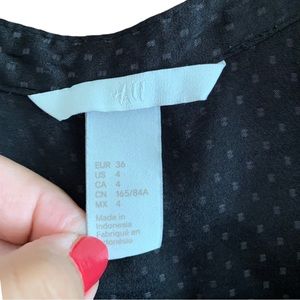 EUR 36
US 4
CA 4
CN 165/84A
MX 4
Made in
Indonesia
Fabriqué en
Indonésie